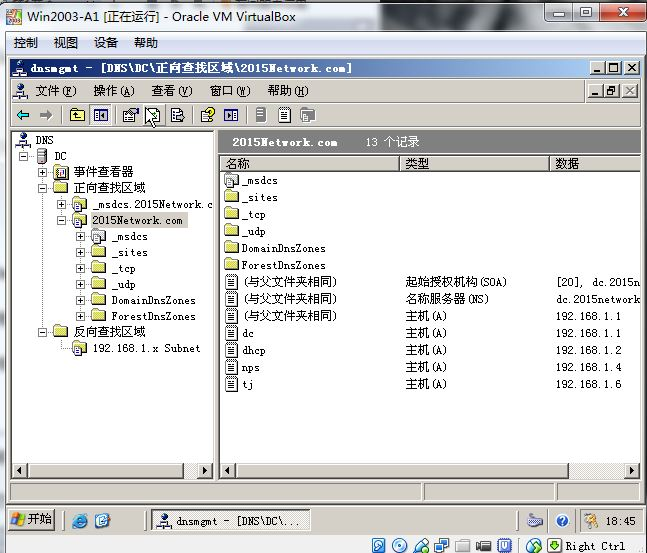 Win2003-A1 [正在运行] - Oracle VM VirtualBox
控制 视图 设备 帮助
dnsmgmt - [DNS\DC\正向查找区域\2015Network.com]
文件(F) 操作(A) 查看(V) 窗口(W) 帮助(H)
DNS
DC
事件查看器
正向查找区域
_msdcs.2015Network.c
2015Network.com
_msdcs
_sites
_tcp
_udp
DomainDnsZones
ForestDnsZones
反向查找区域
192.168.1.x Subnet
2015Network.com 13 个记录
名称 类型 数据
_msdcs
_sites
_tcp
_udp
DomainDnsZones
ForestDnsZones
(与父文件夹相同) 起始授权机构(SOA) [20], dc.2015n
(与父文件夹相同) 名称服务器(NS) dc.2015network
(与父文件夹相同) 主机(A) 192.168.1.1
dc 主机(A) 192.168.1.1
dhcp 主机(A) 192.168.1.2
nps 主机(A) 192.168.1.4
tj 主机(A) 192.168.1.6
开始 dnsmgmt - [DNS\DC\... 18:45
Right Ctrl